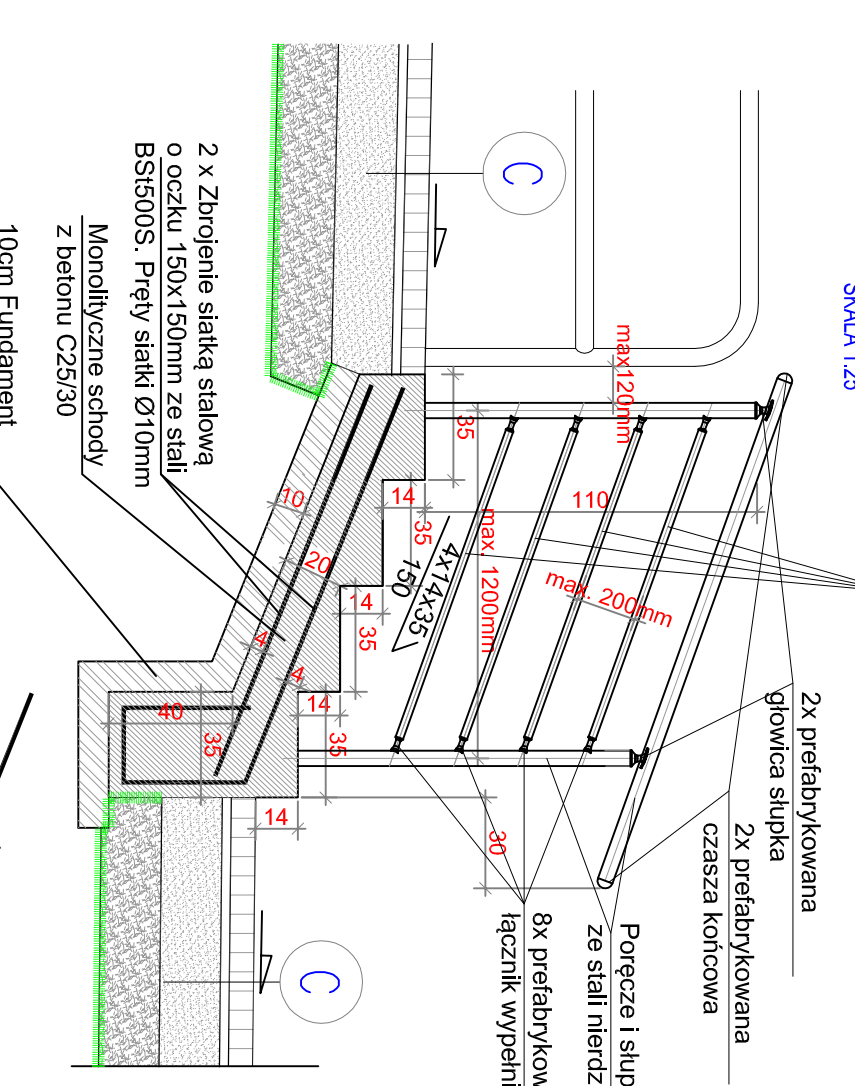 SKALA 1:25
C
max120mm
35
110
14
35
max. 1200mm
4x14x35
150
max. 200mm
10
20
14
35
4
4
14
35
40
35
14
30
2 x Zbrojenie siatką stalową
o oczku 150x150mm ze stali
BSt500S. Pręty siatki Ø10mm
Monolityczne schody
z betonu C25/30
10cm Fundament
2x prefabrykowana
głowica słupka
2x prefabrykowana
czasza końcowa
Poręcze i słup
ze stali nierdz
8x prefabrykow
łącznik wypełni
C